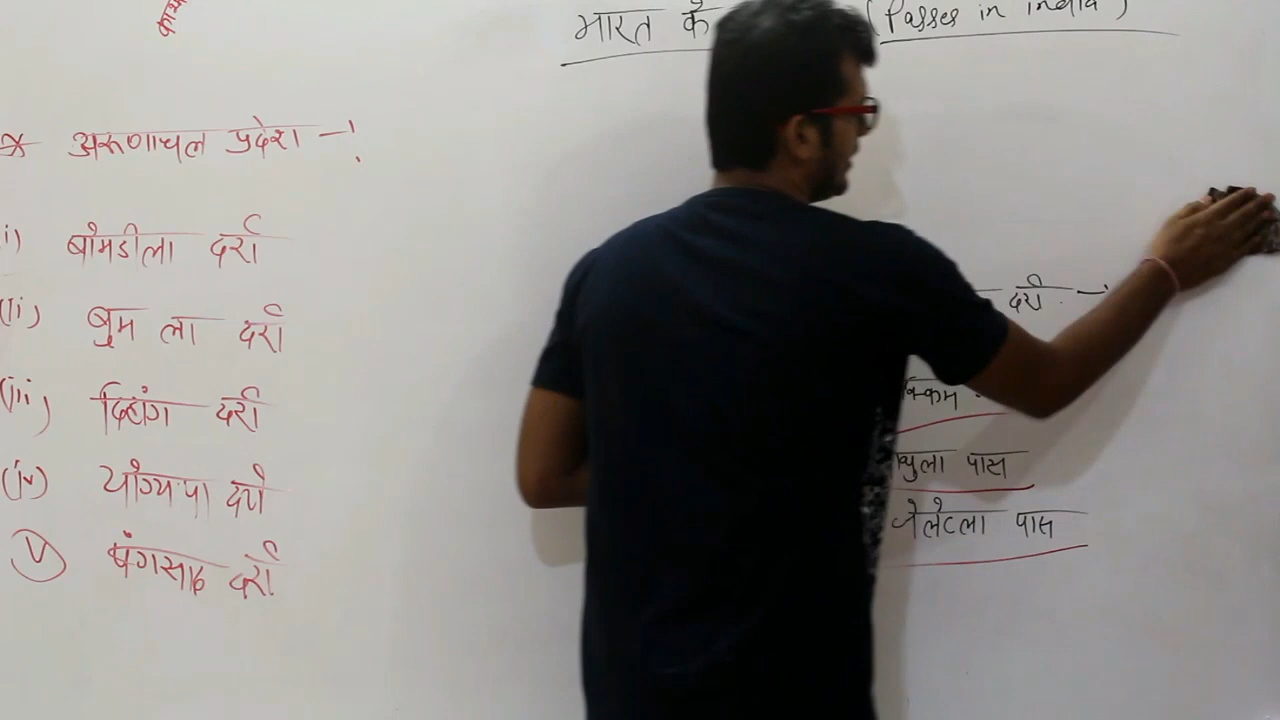 भारत के (Passes in India)
* अरुणाचल प्रदेश -:
i) बोमडीला दर्रा
(ii) बुम ला दर्रा
(iii) दिहांग दर्रा
(iv) योग्यपा दर्रा
(v) पंगसाड दर्रा
दर्रा -:
क्किम -
थुला पास
लेटला पास